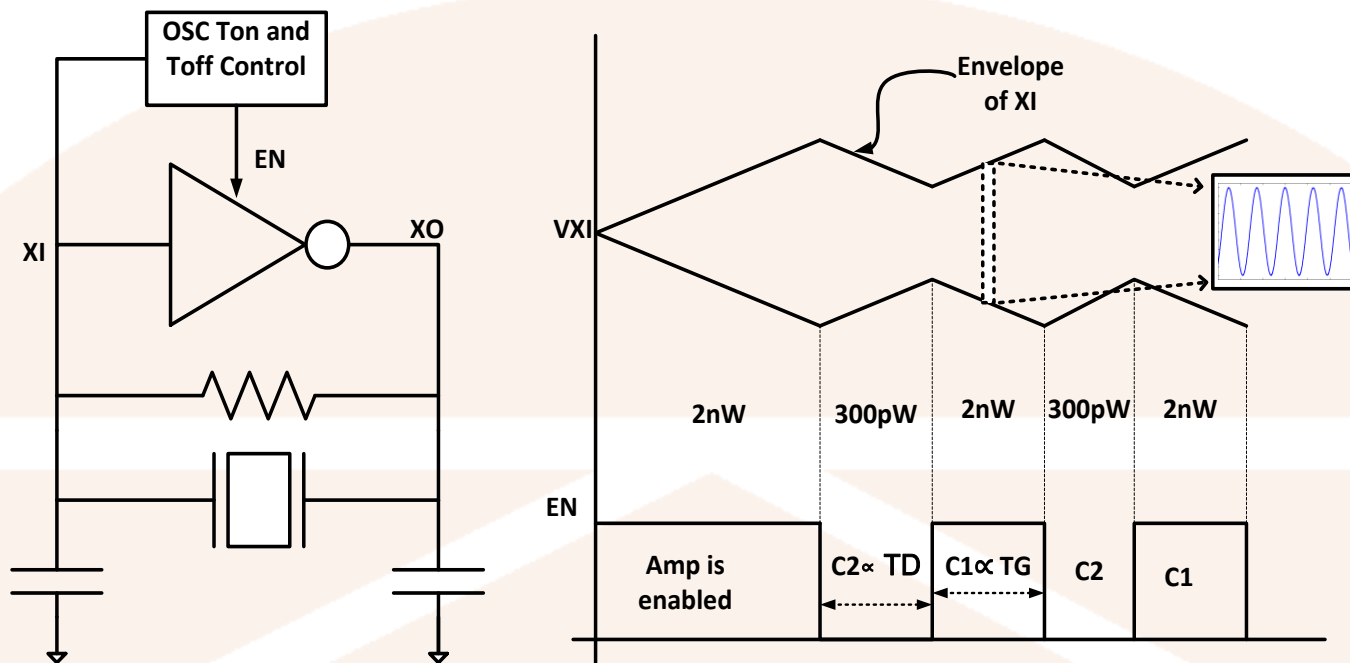 OSC Ton and
Toff Control
EN
XI
XO
Envelope
of XI
VXI
2nW
300pW
2nW
300pW
2nW
EN
Amp is
enabled
C2∝ TD
C1∝ TG
C2
C1